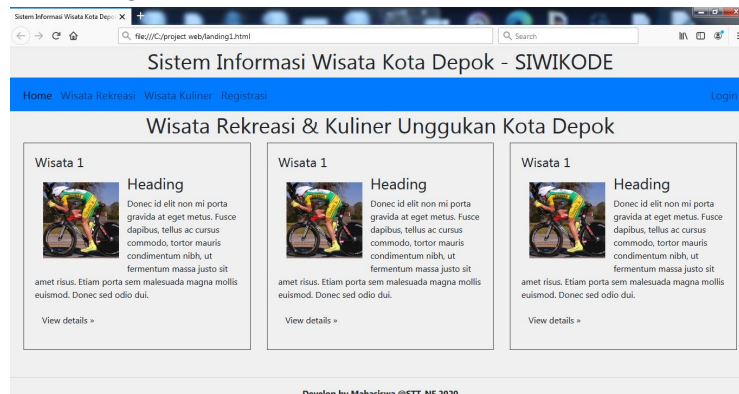 Sistem Informasi Wisata Kota Depo
file:///C:/project web/landing1.html
Search
Sistem Informasi Wisata Kota Depok - SIWIKODE
Home Wisata Rekreasi Wisata Kuliner Registrasi Login
Wisata Rekreasi & Kuliner Unggukan Kota Depok
Wisata 1
Heading
Donec id elit non mi porta
gravida at eget metus. Fusce
dapibus, tellus ac cursus
commodo, tortor mauris
condimentum nibh, ut
fermentum massa justo sit
amet risus. Etiam porta sem malesuada magna mollis
euismod. Donec sed odio dui.
View details »
Wisata 1
Heading
Donec id elit non mi porta
gravida at eget metus. Fusce
dapibus, tellus ac cursus
commodo, tortor mauris
condimentum nibh, ut
fermentum massa justo sit
amet risus. Etiam porta sem malesuada magna mollis
euismod. Donec sed odio dui.
View details »
Wisata 1
Heading
Donec id elit non mi porta
gravida at eget metus. Fusce
dapibus, tellus ac cursus
commodo, tortor mauris
condimentum nibh, ut
fermentum massa justo sit
amet risus. Etiam porta sem malesuada magna mollis
euismod. Donec sed odio dui.
View details »
Develop by Mahasiswa @STT-NF 2020